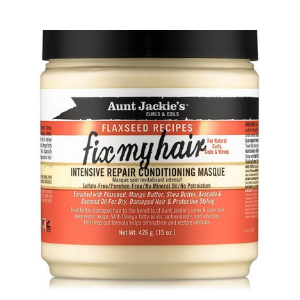 Aunt Jackie's
CURLS & COILS
FLAXSEED RECIPES
fix my hair
For Natural
Curls,
Coils & Waves
INTENSIVE REPAIR CONDITIONING MASQUE
Masque soin revitalisant intensif
Sulfate-Free/Paraben-Free/No Mineral Oil/No Petrolatum
Enriched with Flaxseed, Mango Butter, Shea Butter, Avocado &
Coconut Oil For Dry, Damaged Hair & Protective Styling
Net Wt. 426 g (15 oz.)